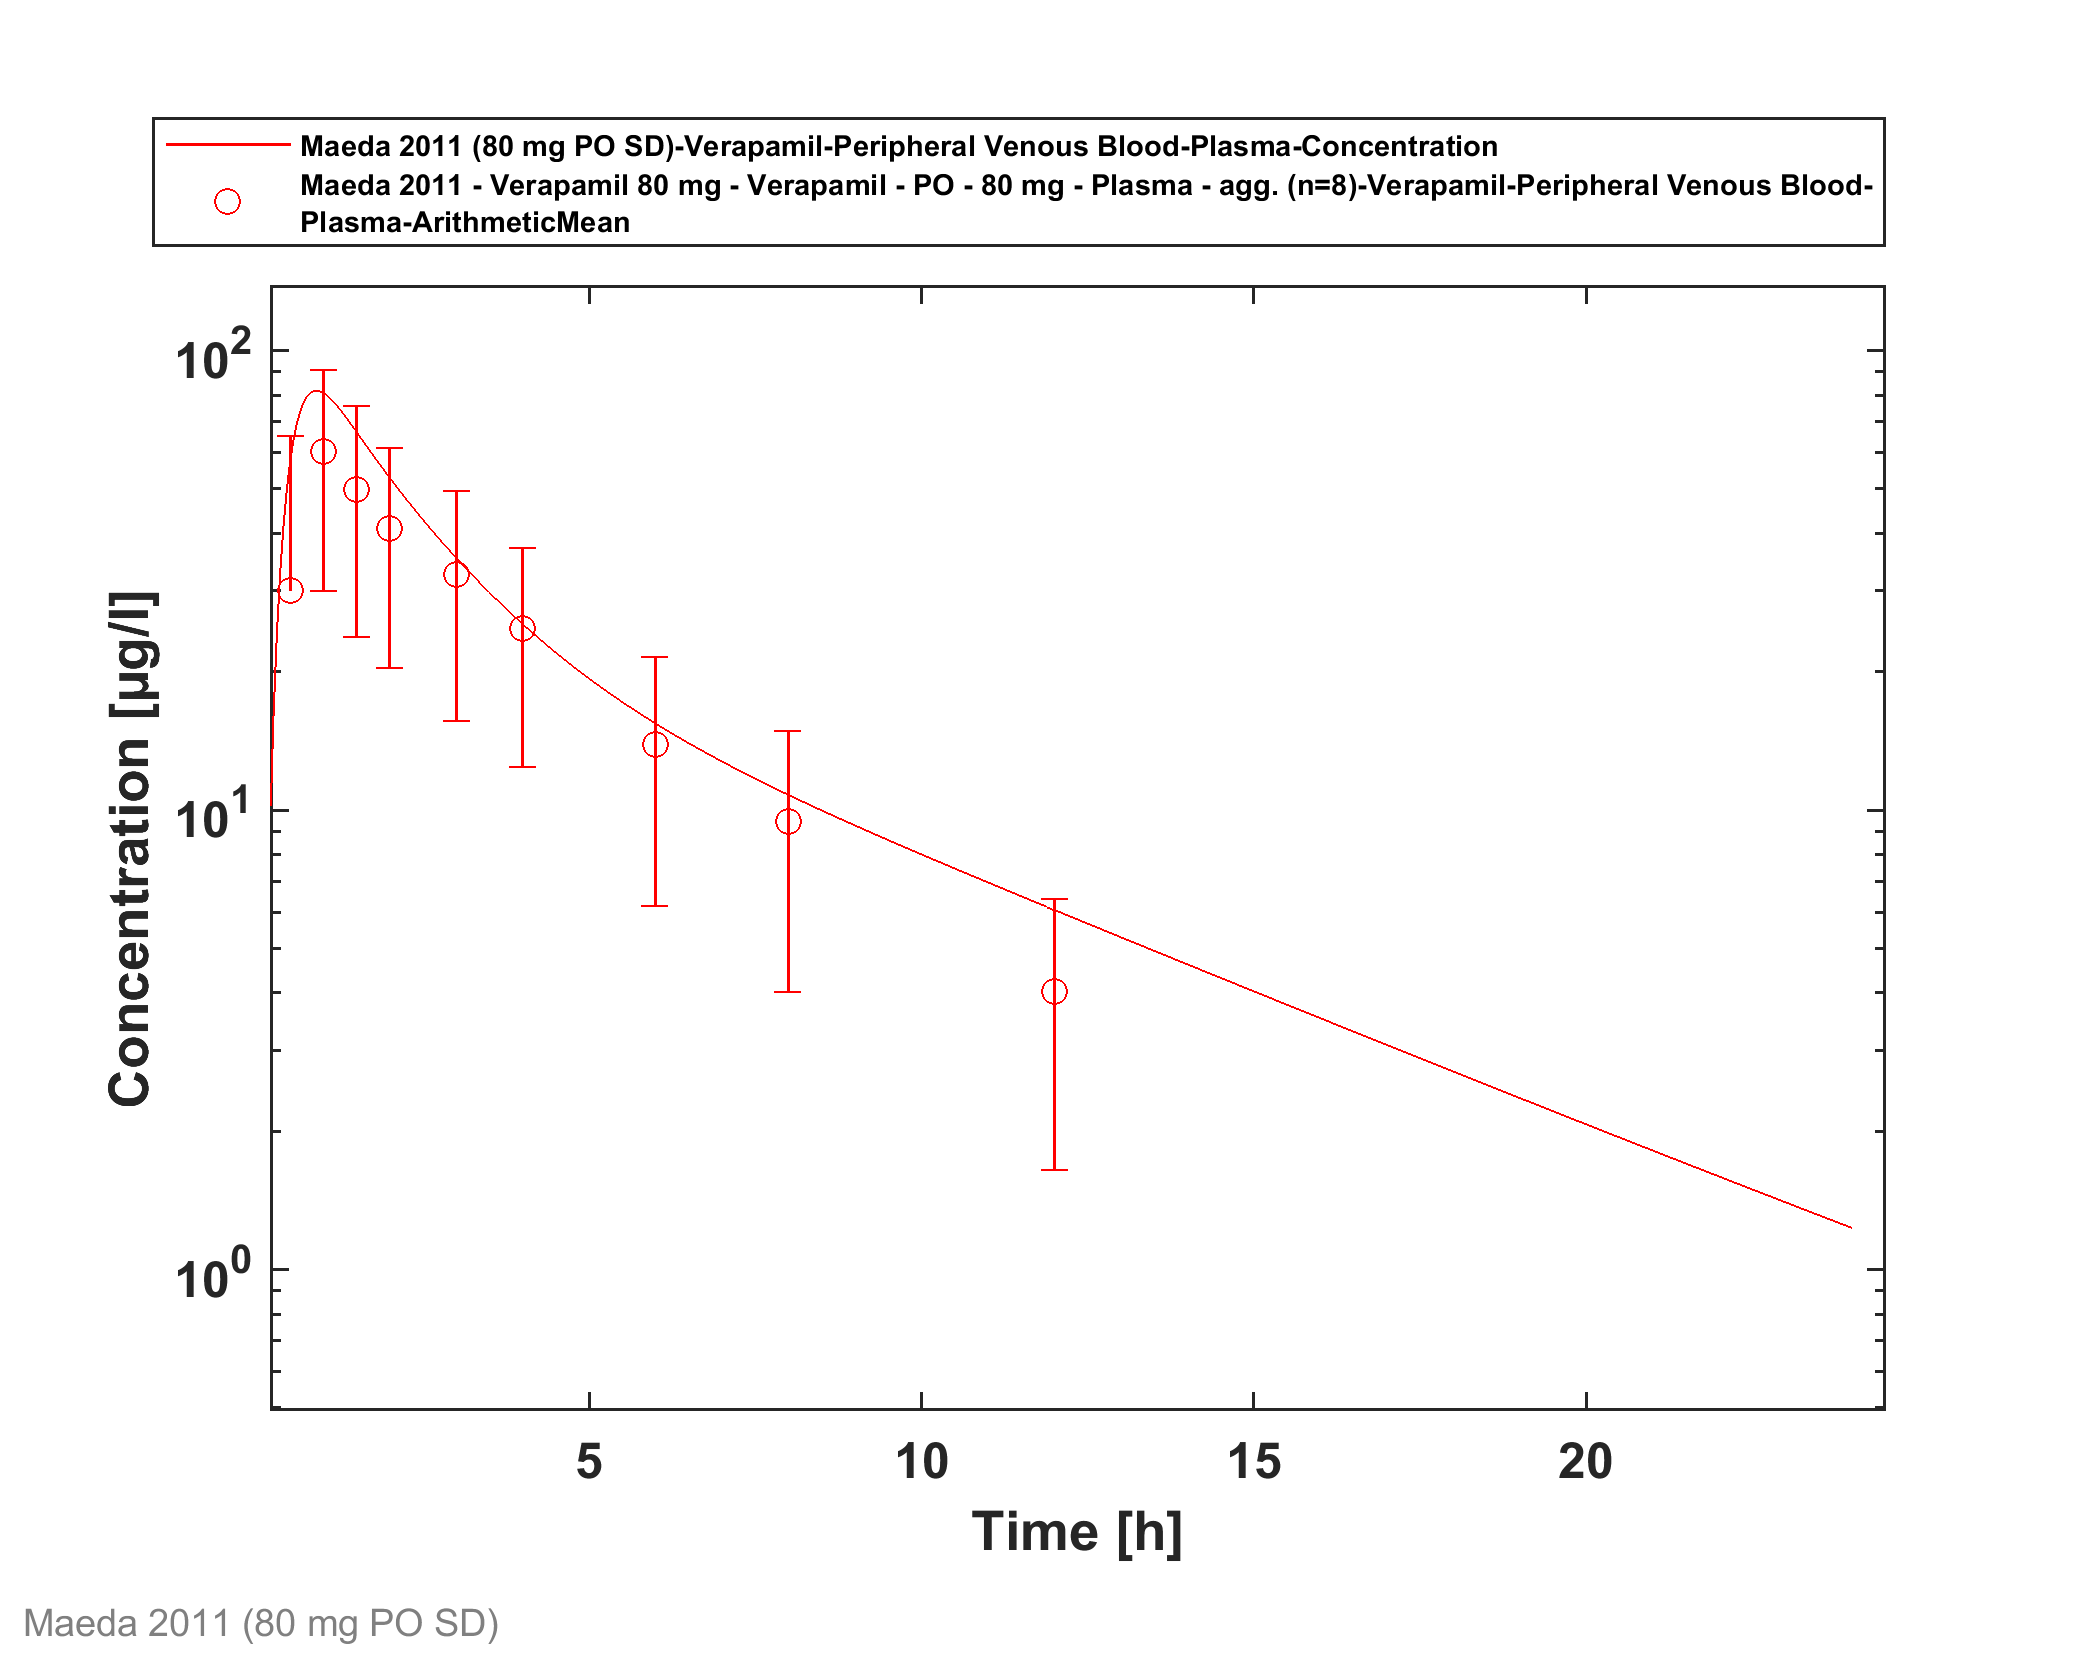 Maeda 2011 (80 mg PO SD)-Verapamil-Peripheral Venous Blood-Plasma-Concentration
Maeda 2011 - Verapamil 80 mg - Verapamil - PO - 80 mg - Plasma - agg. (n=8)-Verapamil-Peripheral Venous Blood-
Plasma-ArithmeticMean
10^2
10^1
10^0
Concentration [µg/l]
5 10 15 20
Time [h]
Maeda 2011 (80 mg PO SD)